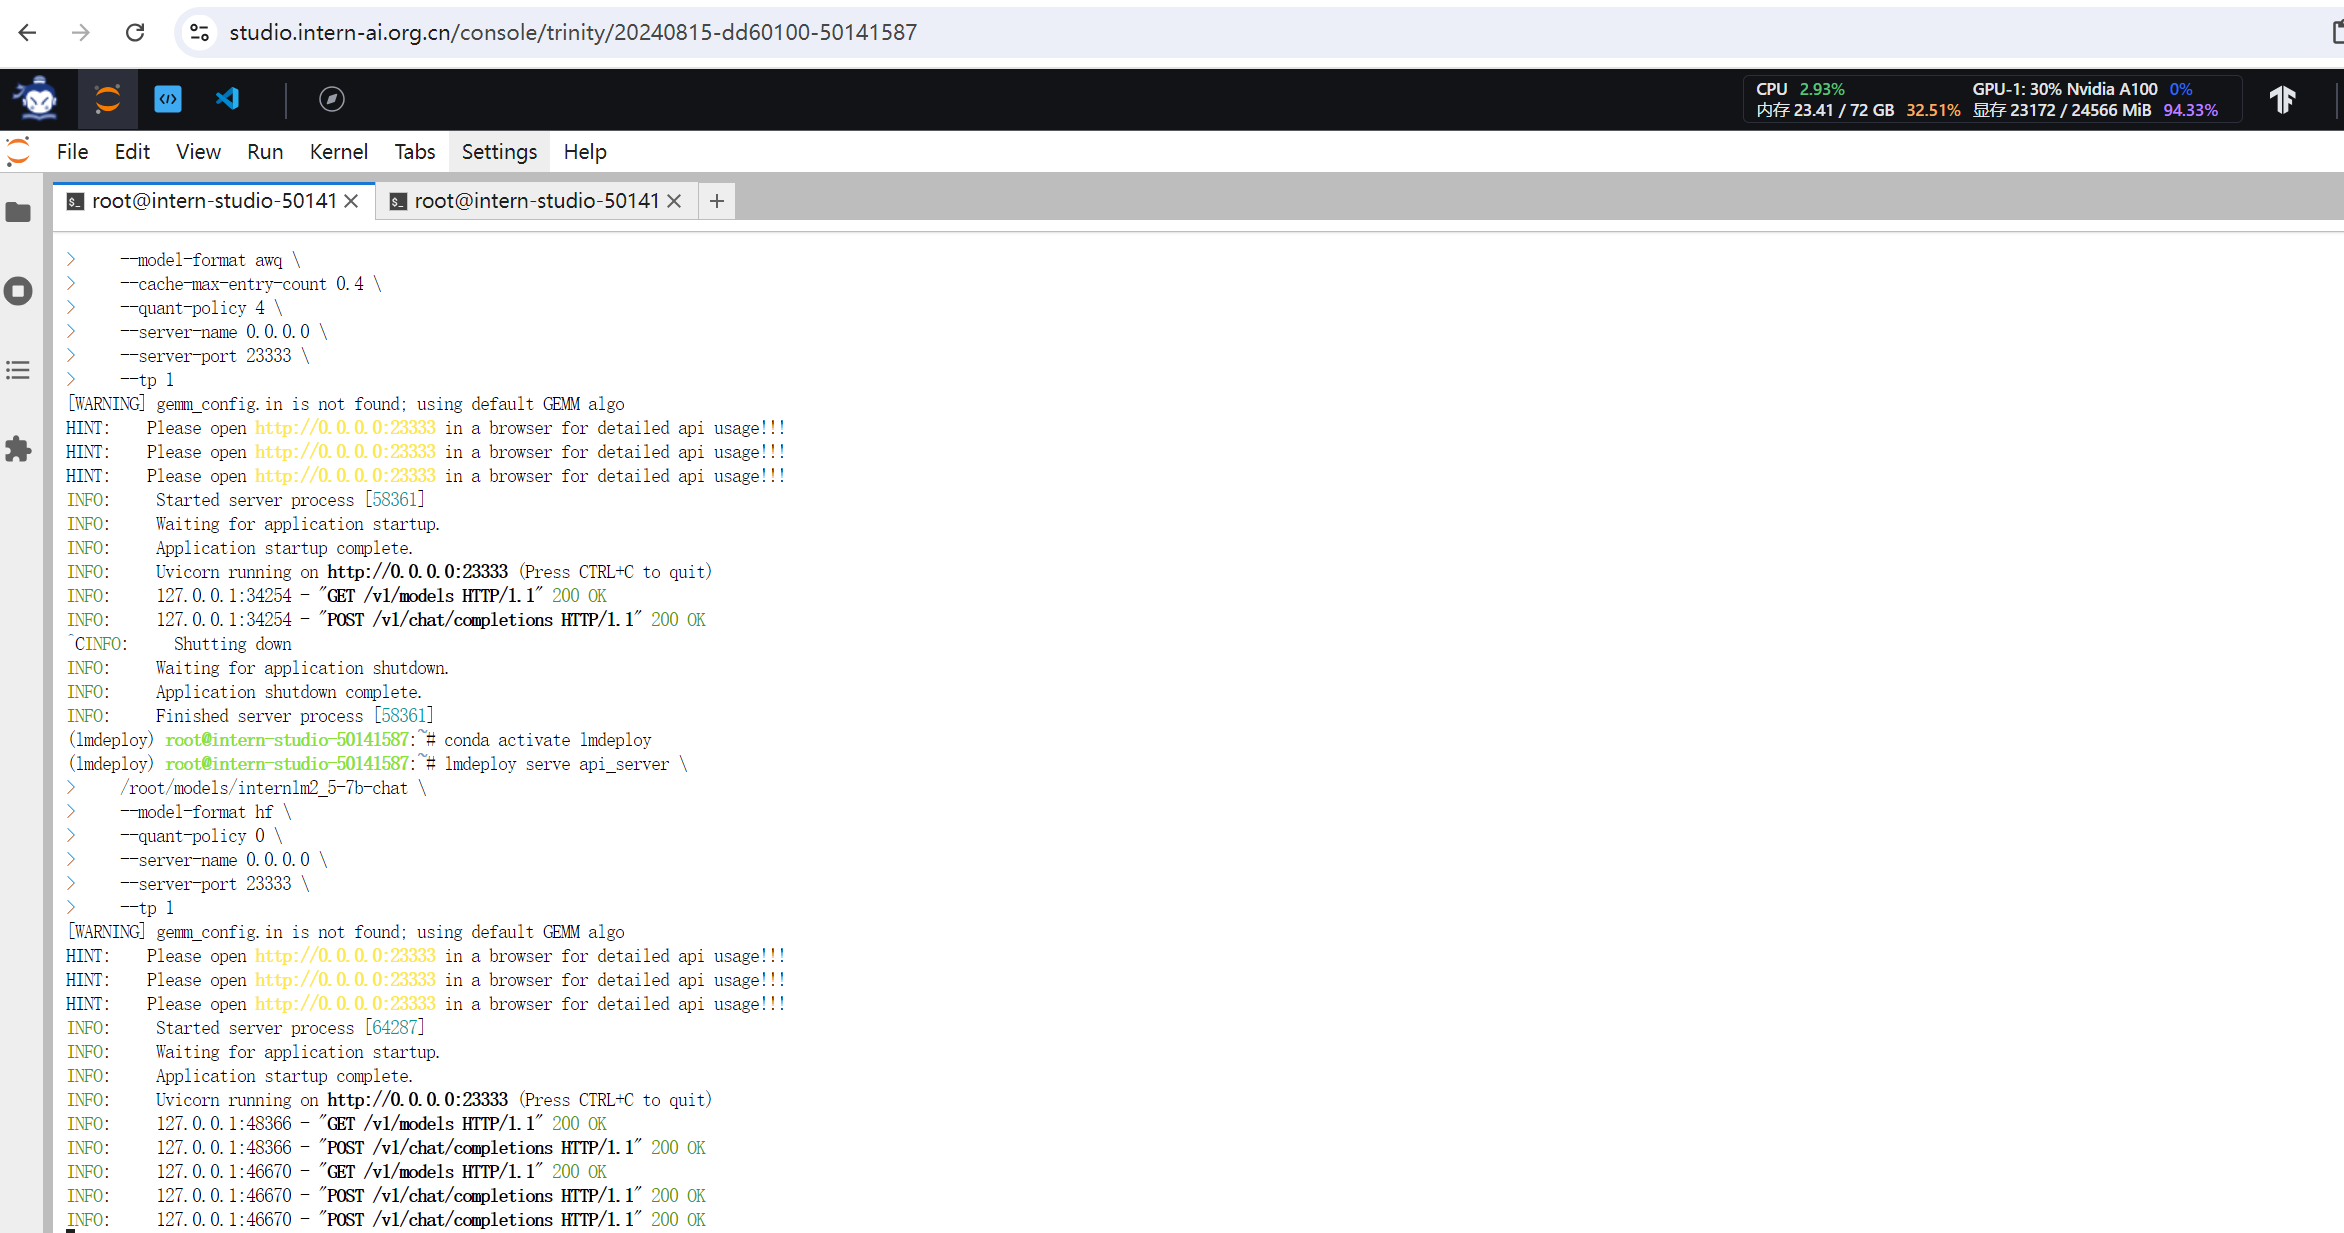 studio.intern-ai.org.cn/console/trinity/20240815-dd60100-50141587
CPU 2.93% GPU-1: 30% Nvidia A100 0%
内存 23.41 / 72 GB 32.51% 显存 23172 / 24566 MiB 94.33%
File Edit View Run Kernel Tabs Settings Help
root@intern-studio-50141 root@intern-studio-50141
> --model-format awq \
> --cache-max-entry-count 0.4 \
> --quant-policy 4 \
> --server-name 0.0.0.0 \
> --server-port 23333 \
> --tp 1
[WARNING] gemm_config.in is not found; using default GEMM algo
HINT: Please open http://0.0.0.0:23333 in a browser for detailed api usage!!!
HINT: Please open http://0.0.0.0:23333 in a browser for detailed api usage!!!
HINT: Please open http://0.0.0.0:23333 in a browser for detailed api usage!!!
INFO: Started server process [58361]
INFO: Waiting for application startup.
INFO: Application startup complete.
INFO: Uvicorn running on http://0.0.0.0:23333 (Press CTRL+C to quit)
INFO: 127.0.0.1:34254 - "GET /v1/models HTTP/1.1" 200 OK
INFO: 127.0.0.1:34254 - "POST /v1/chat/completions HTTP/1.1" 200 OK
^CINFO: Shutting down
INFO: Waiting for application shutdown.
INFO: Application shutdown complete.
INFO: Finished server process [58361]
(lmdeploy) root@intern-studio-50141587:~# conda activate lmdeploy
(lmdeploy) root@intern-studio-50141587:~# lmdeploy serve api_server \
> /root/models/internlm2_5-7b-chat \
> --model-format hf \
> --quant-policy 0 \
> --server-name 0.0.0.0 \
> --server-port 23333 \
> --tp 1
[WARNING] gemm_config.in is not found; using default GEMM algo
HINT: Please open http://0.0.0.0:23333 in a browser for detailed api usage!!!
HINT: Please open http://0.0.0.0:23333 in a browser for detailed api usage!!!
HINT: Please open http://0.0.0.0:23333 in a browser for detailed api usage!!!
INFO: Started server process [64287]
INFO: Waiting for application startup.
INFO: Application startup complete.
INFO: Uvicorn running on http://0.0.0.0:23333 (Press CTRL+C to quit)
INFO: 127.0.0.1:48366 - "GET /v1/models HTTP/1.1" 200 OK
INFO: 127.0.0.1:48366 - "POST /v1/chat/completions HTTP/1.1" 200 OK
INFO: 127.0.0.1:46670 - "GET /v1/models HTTP/1.1" 200 OK
INFO: 127.0.0.1:46670 - "POST /v1/chat/completions HTTP/1.1" 200 OK
INFO: 127.0.0.1:46670 - "POST /v1/chat/completions HTTP/1.1" 200 OK